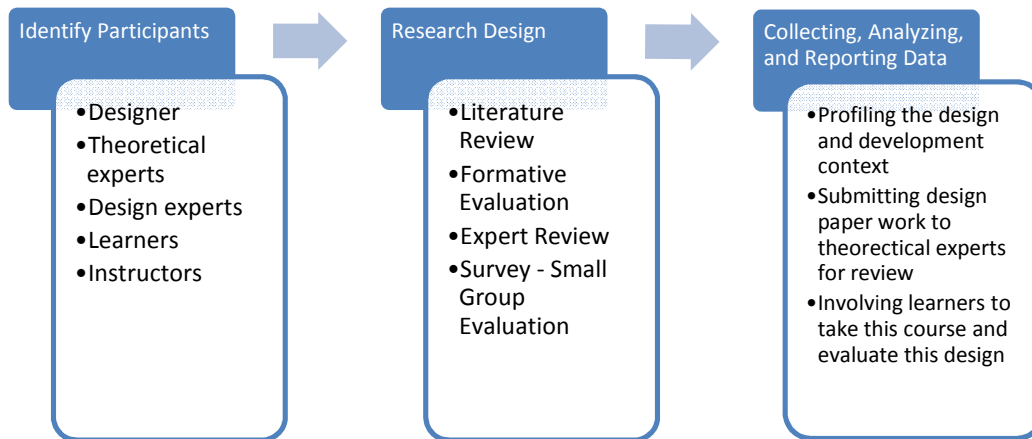 Identify Participants
•Designer
•Theoretical
experts
•Design experts
•Learners
•Instructors
Research Design
•Literature
Review
•Formative
Evaluation
•Expert Review
•Survey - Small
Group
Evaluation
Collecting, Analyzing,
and Reporting Data
•Profiling the design
and development
context
•Submitting design
paper work to
theorectical experts
for review
•Involving learners to
take this course and
evaluate this design